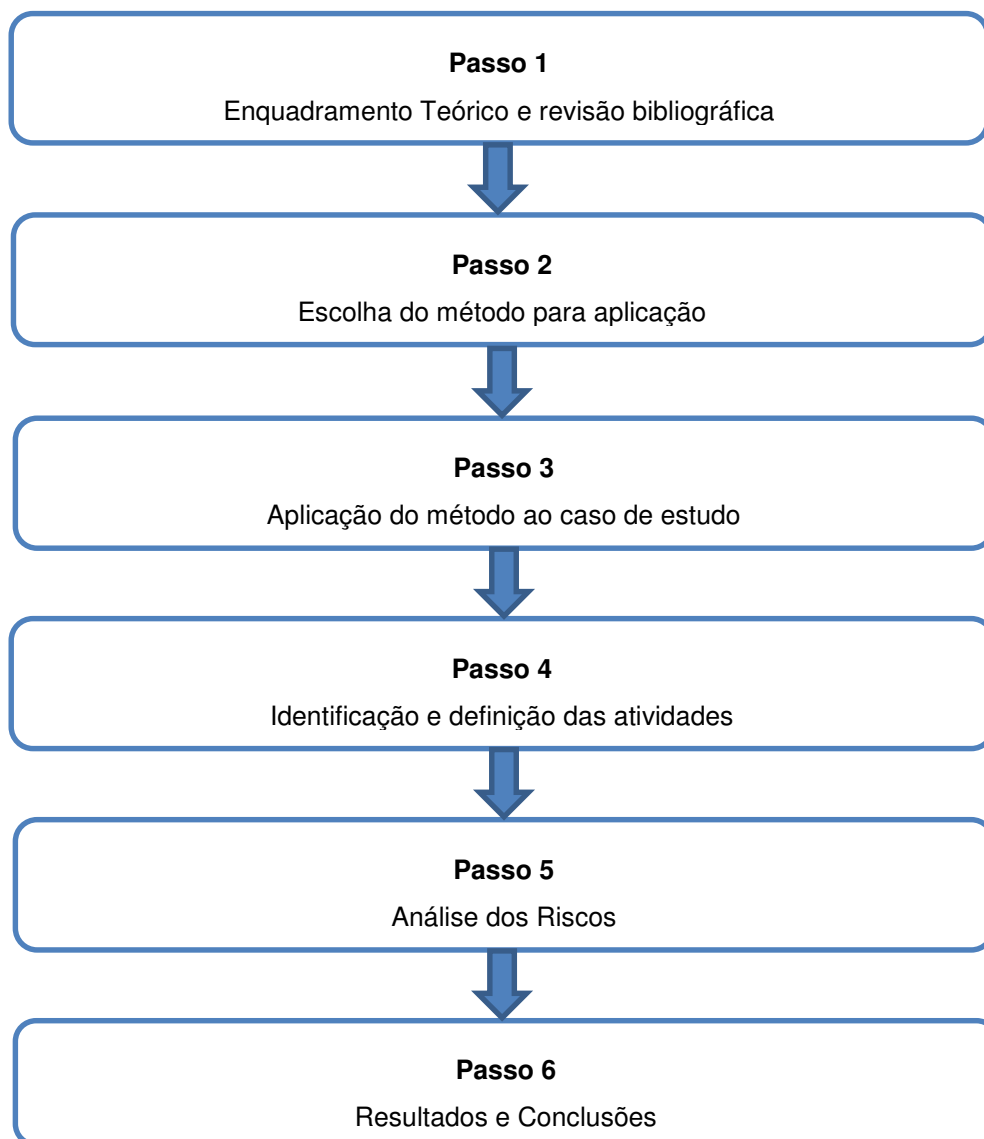 Passo 1
Enquadramento Teórico e revisão bibliográfica
Passo 2
Escolha do método para aplicação
Passo 3
Aplicação do método ao caso de estudo
Passo 4
Identificação e definição das atividades
Passo 5
Análise dos Riscos
Passo 6
Resultados e Conclusões